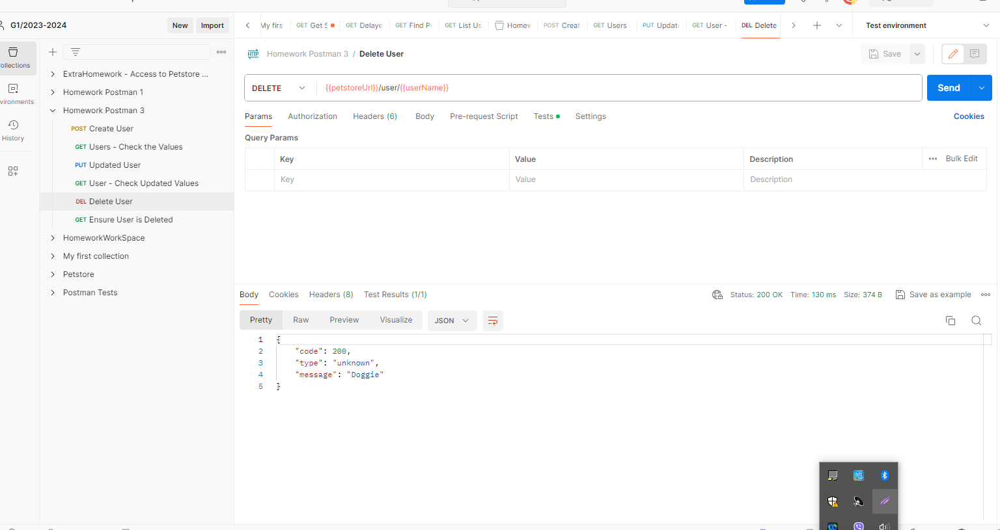 G1/2023-2024
New
Import
My firs
GET Get S
GET Delaye
GET Find P
GET List Us
Homew
POST Creat
GET Users
PUT Update
GET User -
DEL Delete
Test environment
ollections
vironments
History
ExtraHomework - Access to Petstore ...
Homework Postman 1
Homework Postman 3
POST Create User
GET Users - Check the Values
PUT Updated User
GET User - Check Updated Values
DEL Delete User
GET Ensure User is Deleted
HomeworkWorkSpace
My first collection
Petstore
Postman Tests
HTTP Homework Postman 3 / Delete User
Save
DELETE
{{petstoreUrl}}/user/{{userName}}
Send
Params Authorization Headers (6) Body Pre-request Script Tests Settings
Cookies
Query Params
Key Value Description
Bulk Edit
Key Value Description
Body Cookies Headers (8) Test Results (1/1)
Status: 200 OK Time: 130 ms Size: 374 B
Save as example
Pretty Raw Preview Visualize JSON
1 {
2 "code": 200,
3 "type": "unknown",
4 "message": "Doggie"
5 }